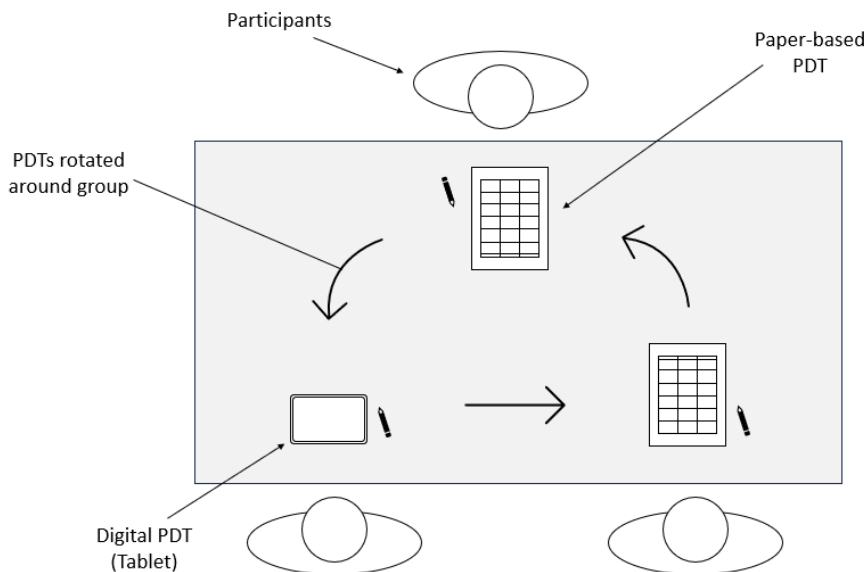 Participants
Paper-based
PDT
PDTs rotated
around group
Digital PDT
(Tablet)